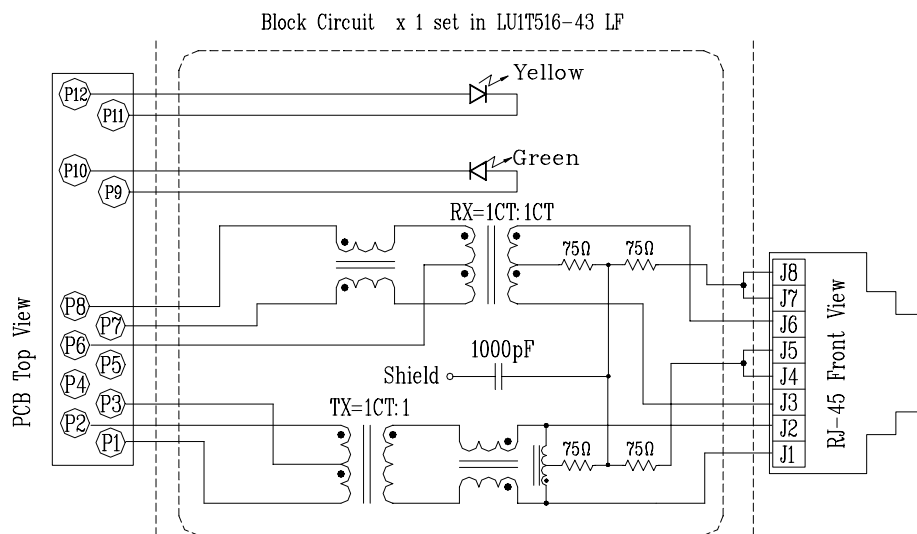 Block Circuit x 1 set in LU1T516-43 LF
Yellow
P12
P11
Green
P10
P9
RX=1CT:1CT
75Ω 75Ω
P8
P7
P6
P5
P4
P3
P2
P1
PCB Top View
1000pF
Shield
TX=1CT:1
75Ω 75Ω
J8
J7
J6
J5
J4
J3
J2
J1
RJ-45 Front View